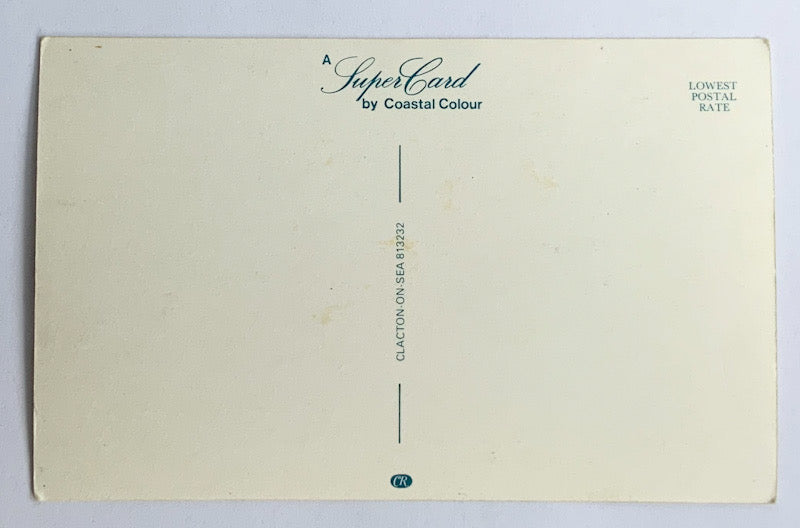 A
SuperCard
by Coastal Colour
LOWEST
POSTAL
RATE
CLACTON-ON-SEA 813232
CR